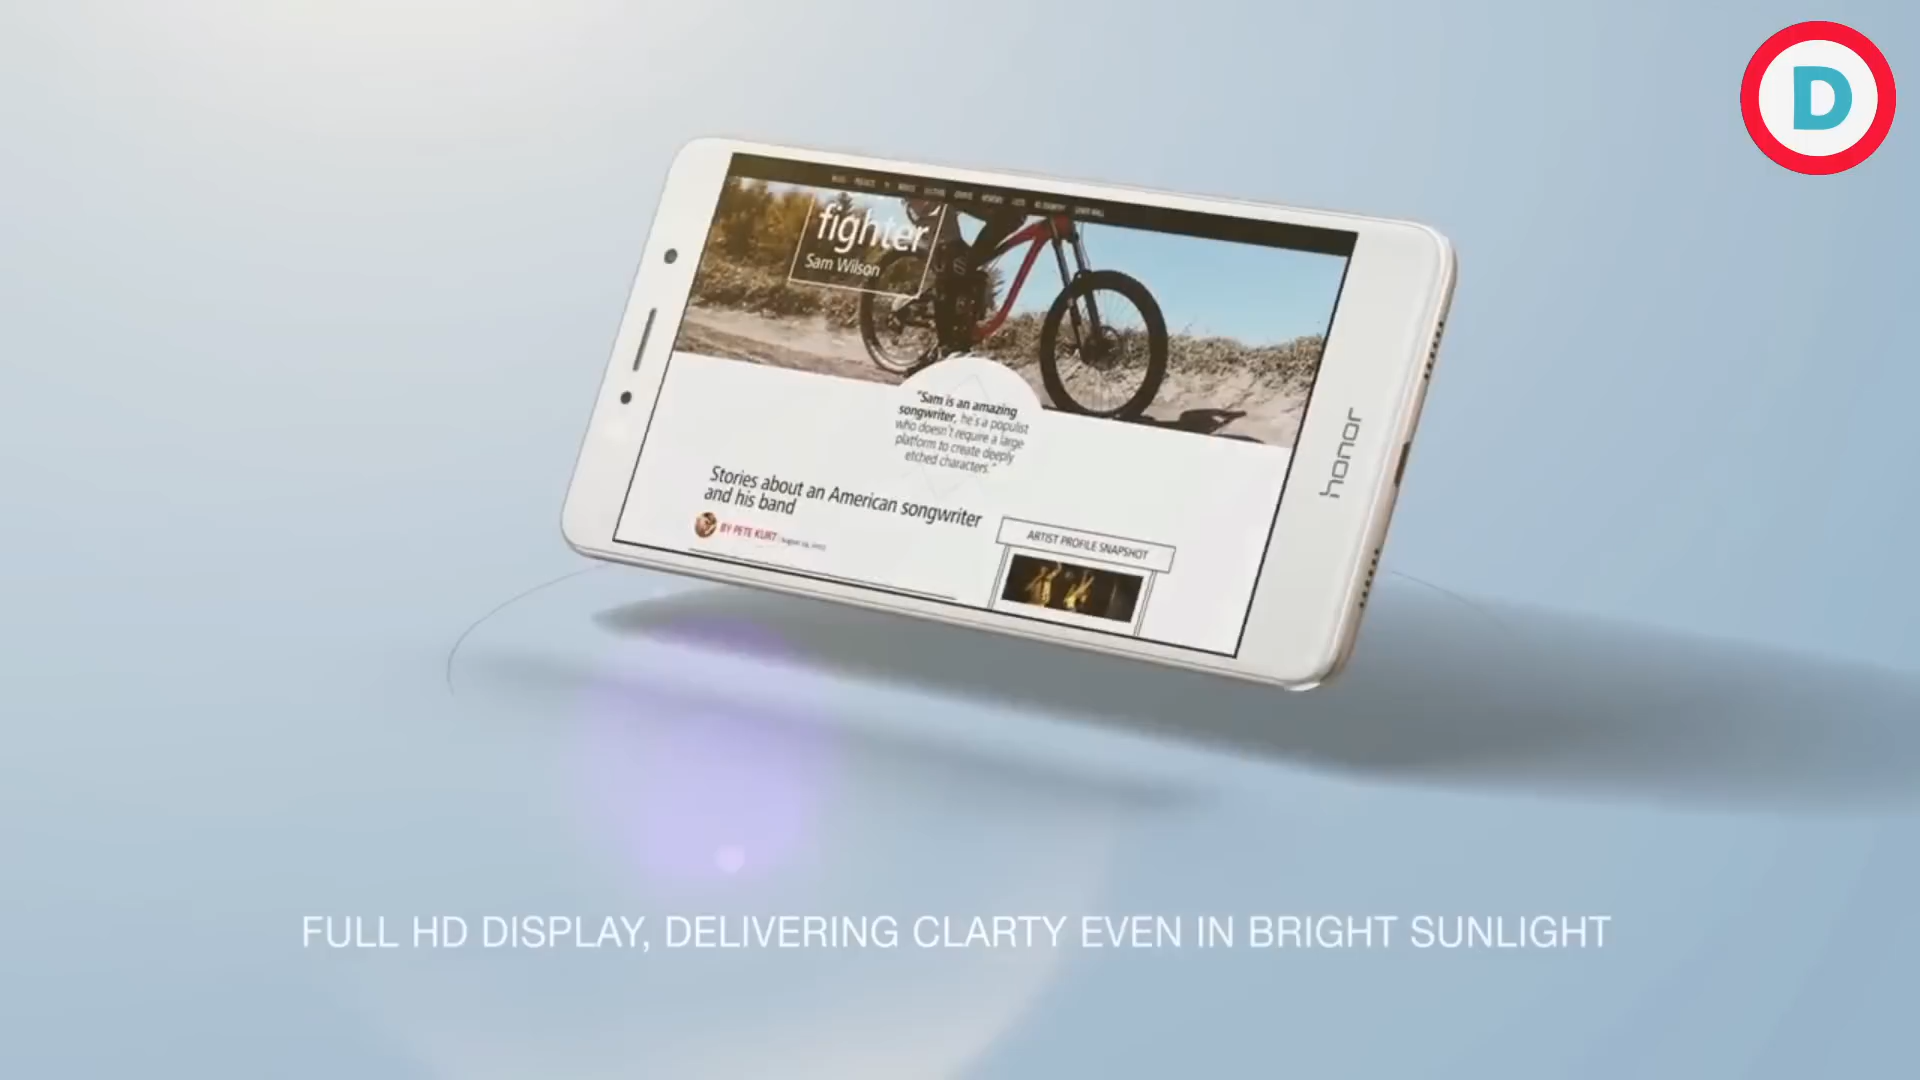 D
fighter
Sam Wilson
"Sam is an amazing
songwriter, he's a populist
who doesn't require a large
platform to create deeply
etched characters."
Stories about an American songwriter
and his band
BY PETE KURT
ARTIST PROFILE SNAPSHOT
honor
FULL HD DISPLAY, DELIVERING CLARTY EVEN IN BRIGHT SUNLIGHT